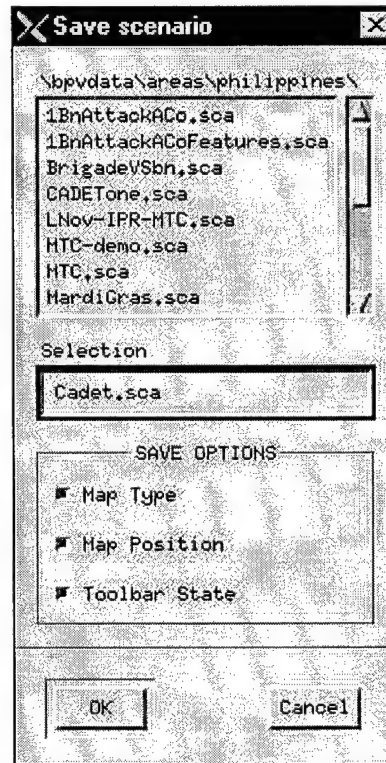 Save scenario
\bpvdata\areas\philippines\
1BnAttackACo.sca
1BnAttackACoFeatures.sca
BrigadeVSbn.sca
CADETone.sca
LNov-IPR-MTC.sca
MTC-demo.sca
MTC.sca
MardiGras.sca
Selection
Cadet.sca
SAVE OPTIONS
Map Type
Map Position
Toolbar State
OK
Cancel